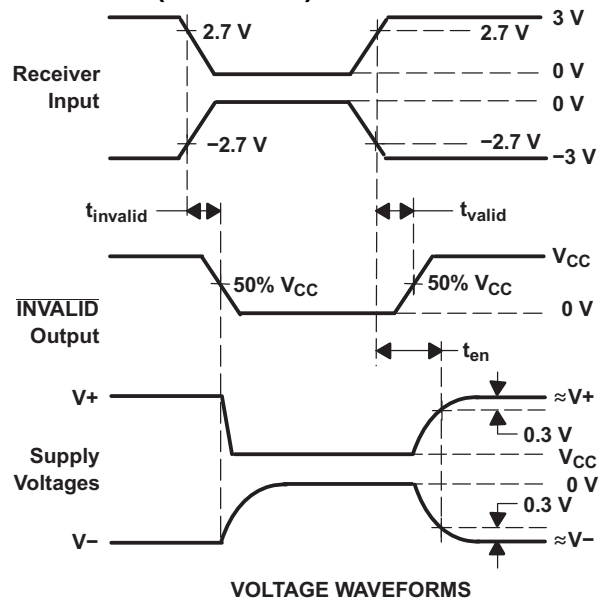 3 V
2.7 V
2.7 V
Receiver
Input
0 V
0 V
−2.7 V
−2.7 V
−3 V
tinvalid
tvalid
VCC
50% VCC
50% VCC
INVALID
Output
0 V
ten
V+
≈V+
0.3 V
Supply
Voltages
VCC
0 V
0.3 V
V−
≈V−
VOLTAGE WAVEFORMS